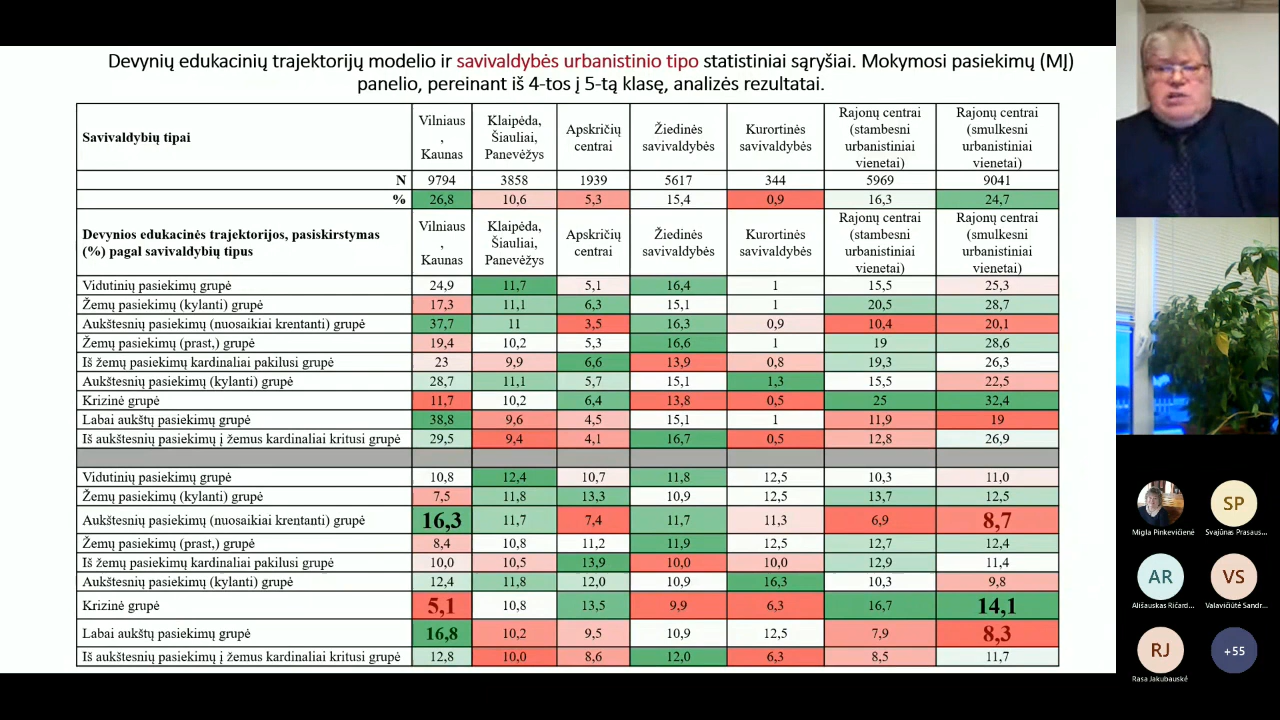 Devynių edukacinių trajektorijų modelio ir savivaldybės urbanistinio tipo statistiniai sąryšiai. Mokymosi pasiekimų (MĮ)
panelio, pereinant iš 4-tos į 5-tą klasę, analizės rezultatai.
Savivaldybių tipai
Vilniaus
,
Kaunas
Klaipėda,
Šiauliai,
Panevėžys
Apskričių
centrai
Žiedinės
savivaldybės
Kurortinės
savivaldybės
Rajonų centrai
(stambesni
urbanistiniai
vienetai)
Rajonų centrai
(smulkesni
urbanistiniai
vienetai)
N 9794 3858 1939 5617 344 5969 9041
% 26,8 10,6 5,3 15,4 0,9 16,3 24,7
Devynios edukacinės trajektorijos, pasiskirstymas
(%) pagal savivaldybių tipus
Vilniaus
,
Kaunas
Klaipėda,
Šiauliai,
Panevėžys
Apskričių
centrai
Žiedinės
savivaldybės
Kurortinės
savivaldybės
Rajonų centrai
(stambesni
urbanistiniai
vienetai)
Rajonų centrai
(smulkesni
urbanistiniai
vienetai)
Vidutinių pasiekimų grupė 24,9 11,7 5,1 16,4 1 15,5 25,3
Žemų pasiekimų (kylanti) grupė 17,3 11,1 6,3 15,1 1 20,5 28,7
Aukštesnių pasiekimų (nuosaikiai krentanti) grupė 37,7 11 3,5 16,3 0,9 10,4 20,1
Žemų pasiekimų (prast,) grupė 19,4 10,2 5,3 16,6 1 19 28,6
Iš žemų pasiekimų kardinaliai pakilusi grupė 23 9,9 6,6 13,9 0,8 19,3 26,3
Aukštesnių pasiekimų (kylanti) grupė 28,7 11,1 5,7 15,1 1,3 15,5 22,5
Krizinė grupė 11,7 10,2 6,4 13,8 0,5 25 32,4
Labai aukštų pasiekimų grupė 38,8 9,6 4,5 15,1 1 11,9 19
Iš aukštesnių pasiekimų į žemus kardinaliai kritusi grupė 29,5 9,4 4,1 16,7 0,5 12,8 26,9
Vidutinių pasiekimų grupė 10,8 12,4 10,7 11,8 12,5 10,3 11,0
Žemų pasiekimų (kylanti) grupė 7,5 11,8 13,3 10,9 12,5 13,7 12,5
Aukštesnių pasiekimų (nuosaikiai krentanti) grupė 16,3 11,7 7,4 11,7 11,3 6,9 8,7
Žemų pasiekimų (prast,) grupė 8,4 10,8 11,2 11,9 12,5 12,7 12,4
Iš žemų pasiekimų kardinaliai pakilusi grupė 10,0 10,5 13,9 10,0 10,0 12,9 11,4
Aukštesnių pasiekimų (kylanti) grupė 12,4 11,8 12,0 10,9 16,3 10,3 9,8
Krizinė grupė 5,1 10,8 13,5 9,9 6,3 16,7 14,1
Labai aukštų pasiekimų grupė 16,8 10,2 9,5 10,9 12,5 7,9 8,3
Iš aukštesnių pasiekimų į žemus kardinaliai kritusi grupė 12,8 10,0 8,6 12,0 6,3 8,5 11,7
SP
Migla Pinkevičienė Svajūnas Prasaus...
AR VS
Ališauskas Ričard... Valavičiūtė Sandr...
RJ +55
Rasa Jakubauskė